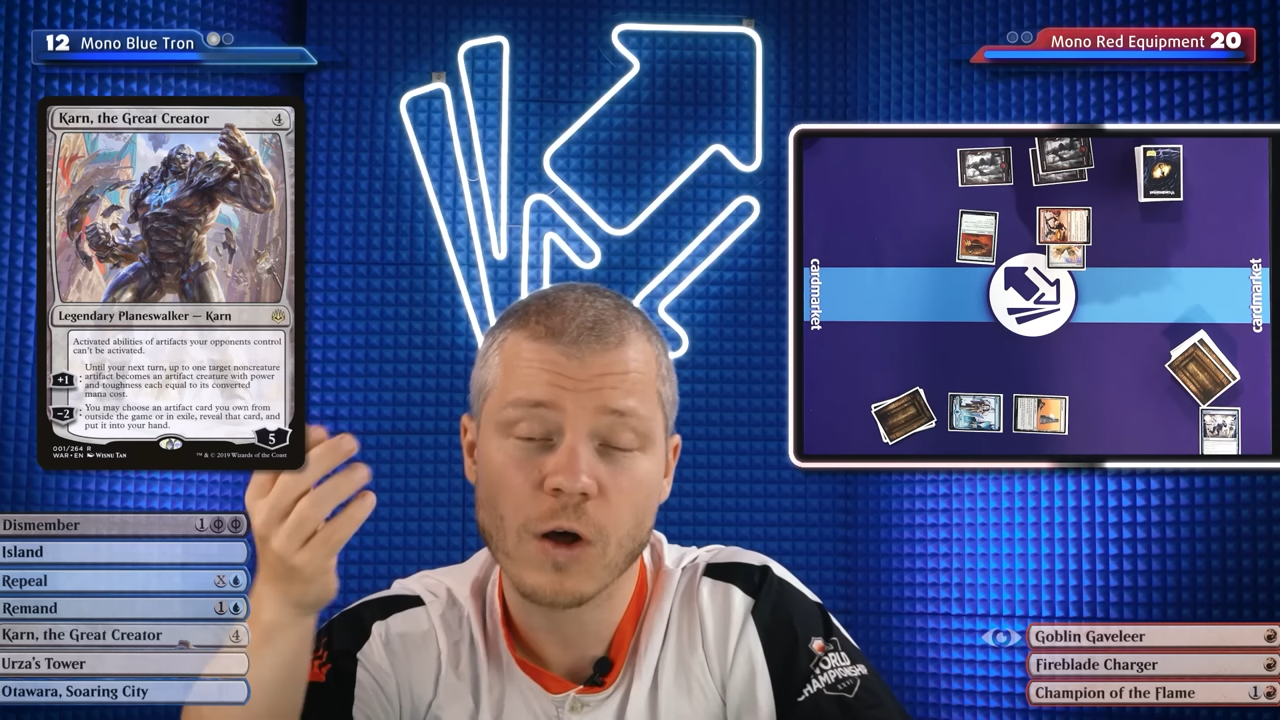 12 Mono Blue Tron
Mono Red Equipment 20
Karn, the Great Creator 4
Legendary Planeswalker — Karn
Activated abilities of artifacts your opponents control
can't be activated.
+1: Until your next turn, up to one target noncreature
artifact becomes an artifact creature with power
and toughness each equal to its converted
mana cost.
-2: You may choose an artifact card you own from
outside the game or in exile, reveal that card, and
put it into your hand.
5
001/264 R
WAR • EN Wisnu Tan
™ & © 2019 Wizards of the Coast
cardmarket
cardmarket
Dismember 1
Island
Repeal X
Remand 1
Karn, the Great Creator 4
Urza's Tower
Otawara, Soaring City
Goblin Gaveleer
Fireblade Charger
Champion of the Flame 1
WORLD
CHAMPIONSHIP
XXVI